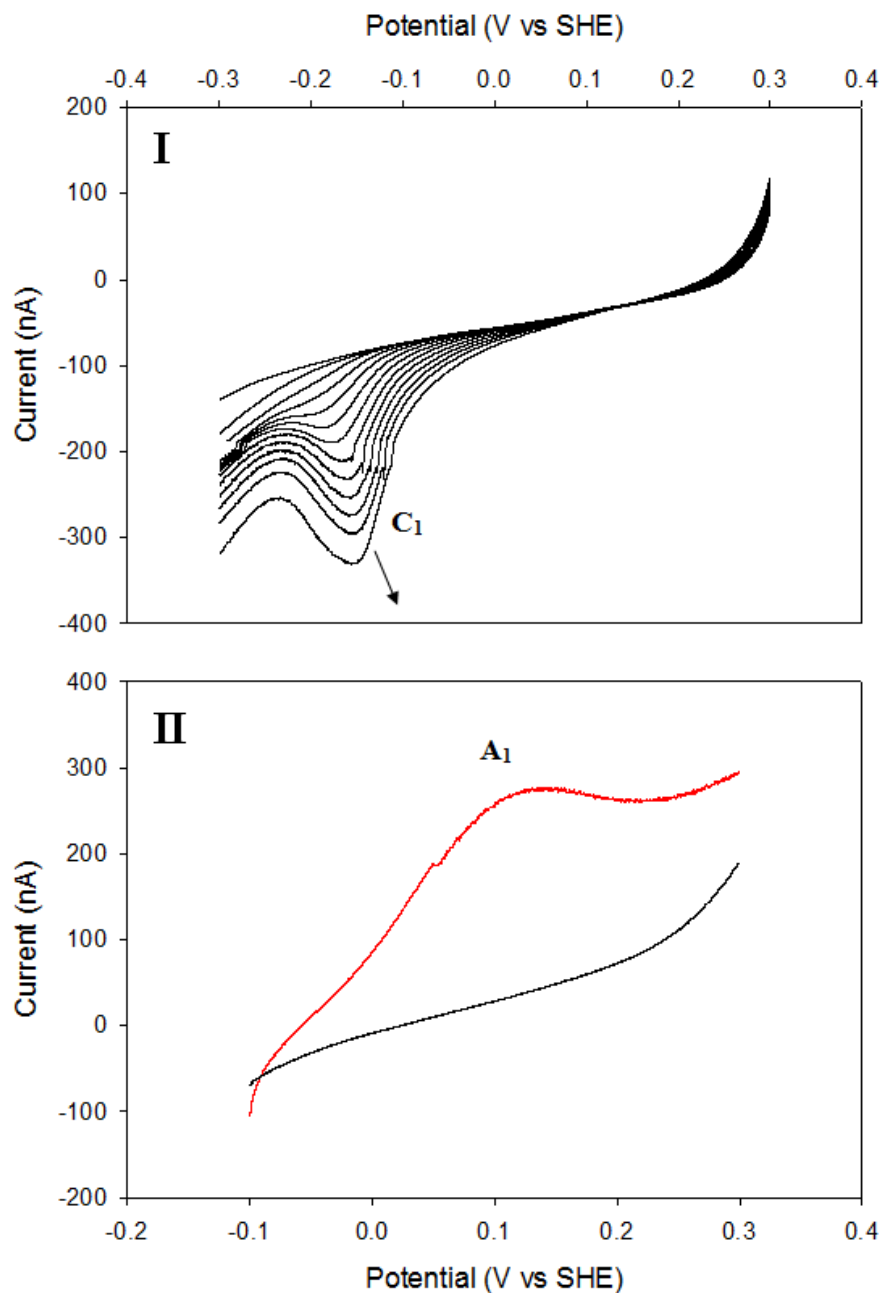 Potential (V vs SHE)
-0.4 -0.3 -0.2 -0.1 0.0 0.1 0.2 0.3 0.4
200
I
100
0
Current (nA)
-100
-200
-300
C1
-400
400
II
A1
300
200
100
Current (nA)
0
-100
-200
-0.2 -0.1 0.0 0.1 0.2 0.3 0.4
Potential (V vs SHE)